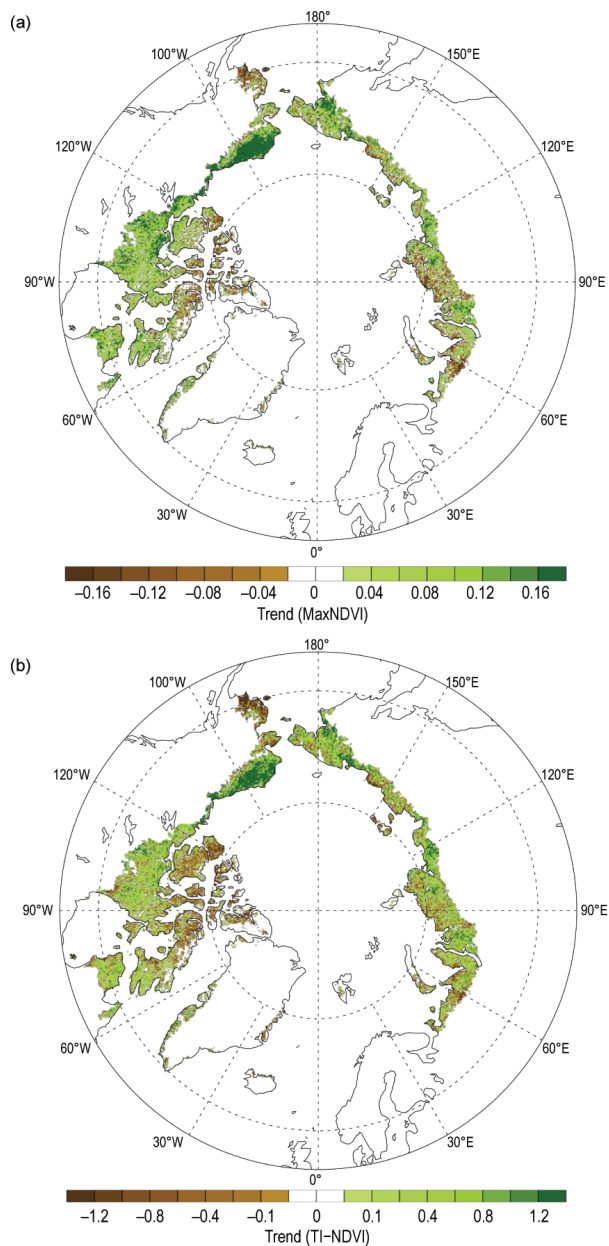 (a)
180°
100°W
150°E
120°W
120°E
90°W
90°E
60°W
60°E
30°W
30°E
0°
–0.16 –0.12 –0.08 –0.04 0 0.04 0.08 0.12 0.16
Trend (MaxNDVI)
(b)
180°
100°W
150°E
120°W
120°E
90°W
90°E
60°W
60°E
30°W
30°E
0°
–1.2 –0.8 –0.4 –0.1 0 0.1 0.4 0.8 1.2
Trend (TI–NDVI)